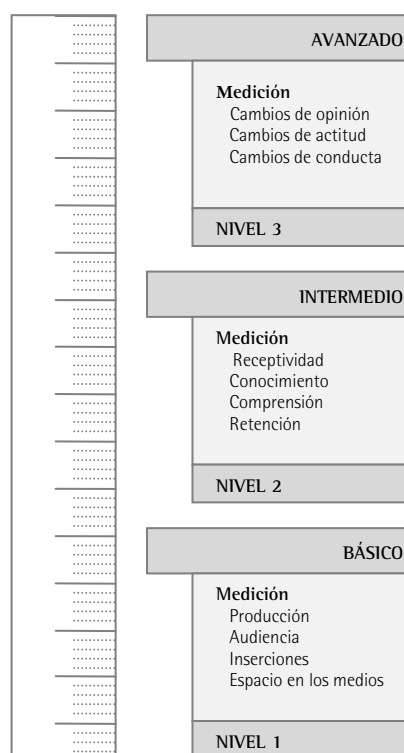 AVANZADO
Medición
Cambios de opinión
Cambios de actitud
Cambios de conducta
NIVEL 3
INTERMEDIO
Medición
Receptividad
Conocimiento
Comprensión
Retención
NIVEL 2
BÁSICO
Medición
Producción
Audiencia
Inserciones
Espacio en los medios
NIVEL 1